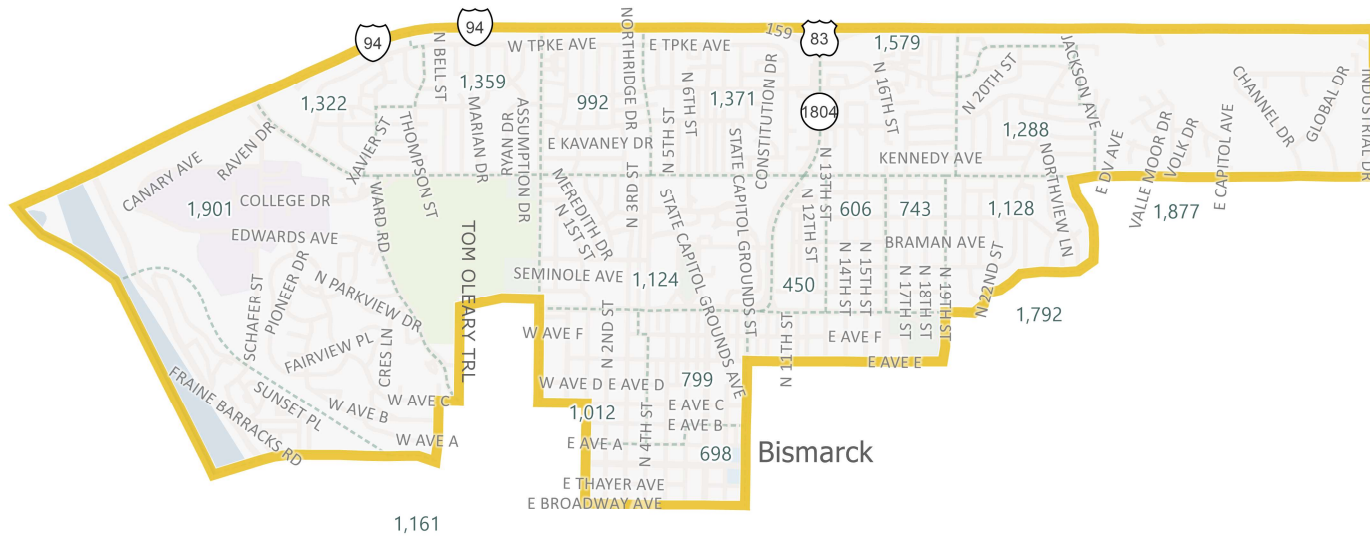 94
94
159
83
1,579
W TPKE AVE
E TPKE AVE
NORTHRIDGE DR
N BELL ST
1,359
1,322
992
1,371
1804
N 6TH ST
N 5TH ST
CONSTITUTION DR
N 16TH ST
N 20TH ST
JACKSON AVE
CHANNEL DR
GLOBAL DR
INDUSTRIAL DR
1,288
E KAVANEY DR
KENNEDY AVE
RAVEN DR
CANARY AVE
XAVIER ST
THOMPSON ST
MARIAN DR
RYAN DR
ASSUMPTION DR
E DV AVE
VALLE MOOR DR
VOLK DR
E CAPITOL AVE
NORTHVIEW LN
1,901
COLLEGE DR
WARD RD
MEREDITH DR
N 1ST ST
N 3RD ST
STATE CAPITOL GROUNDS AVE
STATE CAPITOL GROUNDS ST
N 13TH ST
N 12TH ST
606
743
1,128
1,877
EDWARDS AVE
BRAMAN AVE
PIONEER DR
SCHAFER ST
N PARKVIEW DR
TOM OLEARY TRL
SEMINOLE AVE
1,124
450
N 14TH ST
N 15TH ST
N 17TH ST
N 18TH ST
N 19TH ST
N 22ND ST
1,792
W AVE F
N 2ND ST
N 11TH ST
E AVE F
E AVE E
FAIRVIEW PL
CRES LN
W AVE D
E AVE D
799
FRAINE BARRACKS RD
SUNSET PL
W AVE B
W AVE C
1,012
E AVE C
E AVE B
W AVE A
E AVE A
N 4TH ST
698
Bismarck
E THAYER AVE
E BROADWAY AVE
1,161